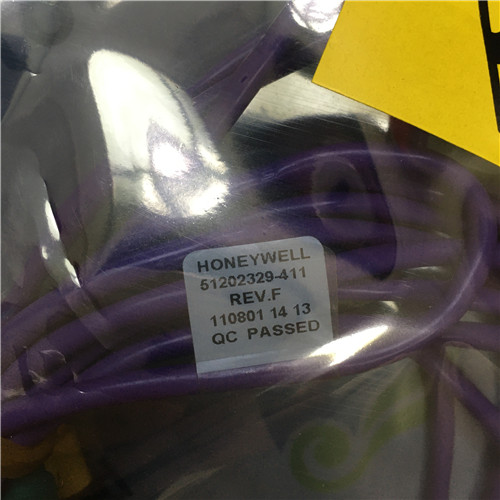 HONEYWELL
51202329-411
REV.F
110801 14 13
QC PASSED